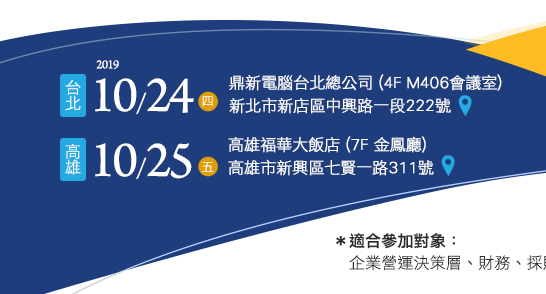 2019
台北 10/24 四 鼎新電腦台北總公司 (4F M406會議室)
新北市新店區中興路一段222號
高雄 10/25 五 高雄福華大飯店 (7F 金鳳廳)
高雄市新興區七賢一路311號
＊適合參加對象：
企業營運決策層、財務、採